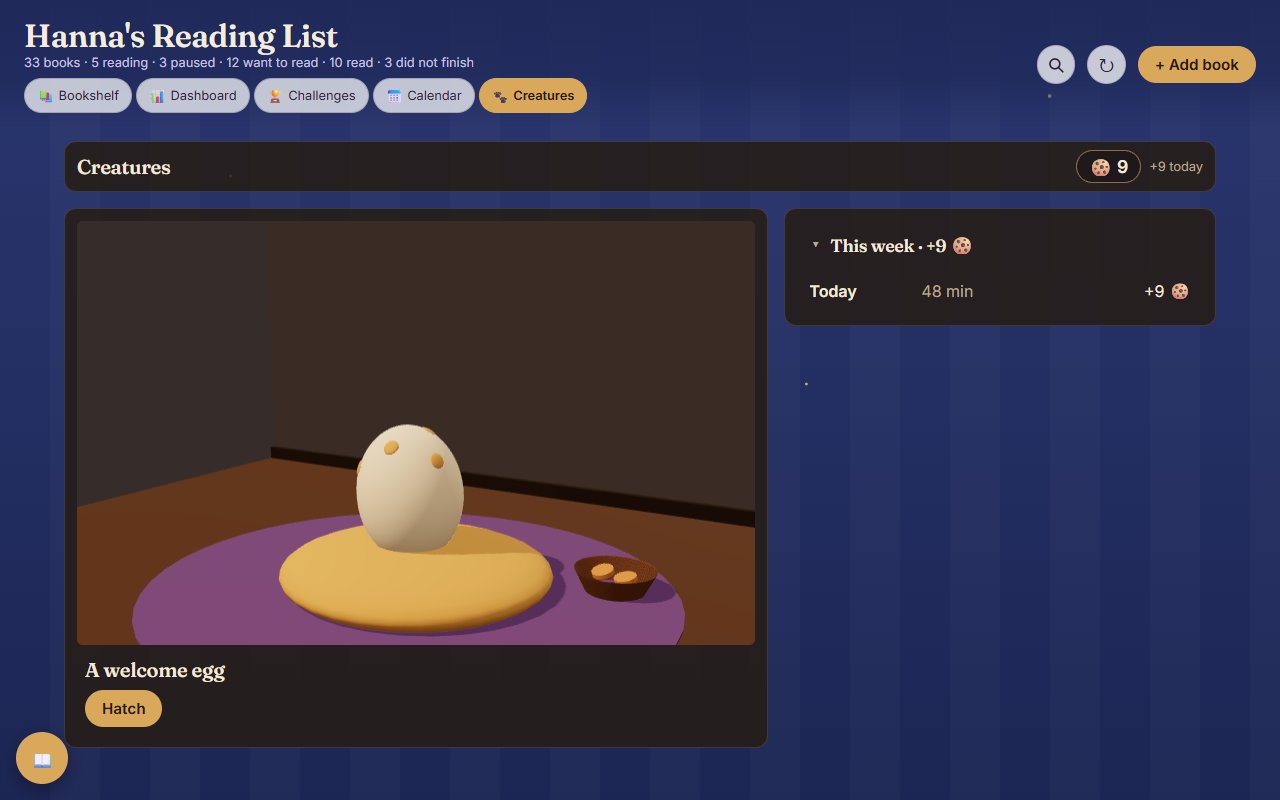 Hanna's Reading List
33 books · 5 reading · 3 paused · 12 want to read · 10 read · 3 did not finish
Bookshelf
Dashboard
Challenges
Calendar
Creatures
+ Add book
Creatures
9
+9 today
This week · +9
Today 48 min +9
A welcome egg
Hatch